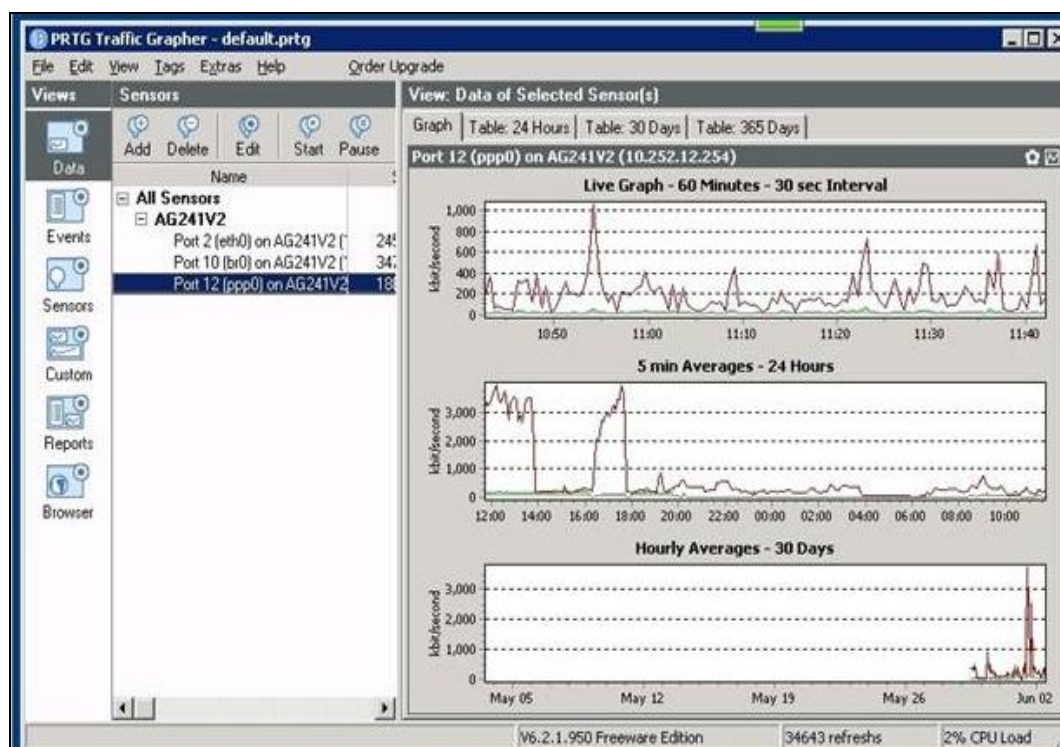 PRTG Traffic Grapher - default.prtg
File Edit View Tags Extras Help Order Upgrade
Views
Data
Events
Sensors
Custom
Reports
Browser
Sensors
Add Delete Edit Start Pause
Name
All Sensors
AG241V2
Port 2 (eth0) on AG241V2 (
Port 10 (br0) on AG241V2 (
Port 12 (ppp0) on AG241V2
View: Data of Selected Sensor(s)
Graph Table: 24 Hours Table: 30 Days Table: 365 Days
Port 12 (ppp0) on AG241V2 (10.252.12.254)
Live Graph - 60 Minutes - 30 sec Interval
kbit/second
1,000
800
600
400
200
0
10:50 11:00 11:10 11:20 11:30 11:40
5 min Averages - 24 Hours
kbit/second
3,000
2,000
1,000
0
12:00 14:00 16:00 18:00 20:00 22:00 00:00 02:00 04:00 06:00 08:00 10:00
Hourly Averages - 30 Days
kbit/second
3,000
2,000
1,000
0
May 05 May 12 May 19 May 26 Jun 02
V6.2.1.950 Freeware Edition 34643 refreshs 2% CPU Load